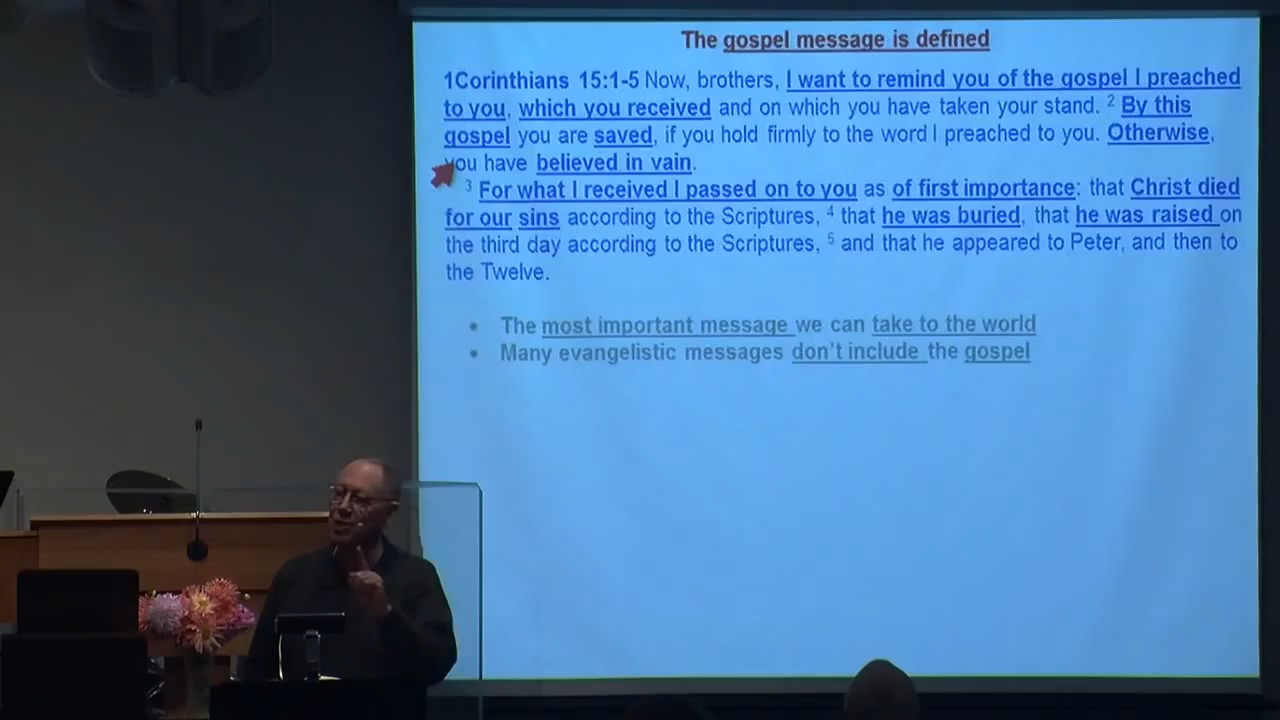 The gospel message is defined
1Corinthians 15:1-5 Now, brothers, I want to remind you of the gospel I preached
to you, which you received and on which you have taken your stand. 2 By this
gospel you are saved, if you hold firmly to the word I preached to you. Otherwise,
you have believed in vain.
3 For what I received I passed on to you as of first importance: that Christ died
for our sins according to the Scriptures, 4 that he was buried, that he was raised on
the third day according to the Scriptures, 5 and that he appeared to Peter, and then to
the Twelve.
• The most important message we can take to the world
• Many evangelistic messages don't include the gospel